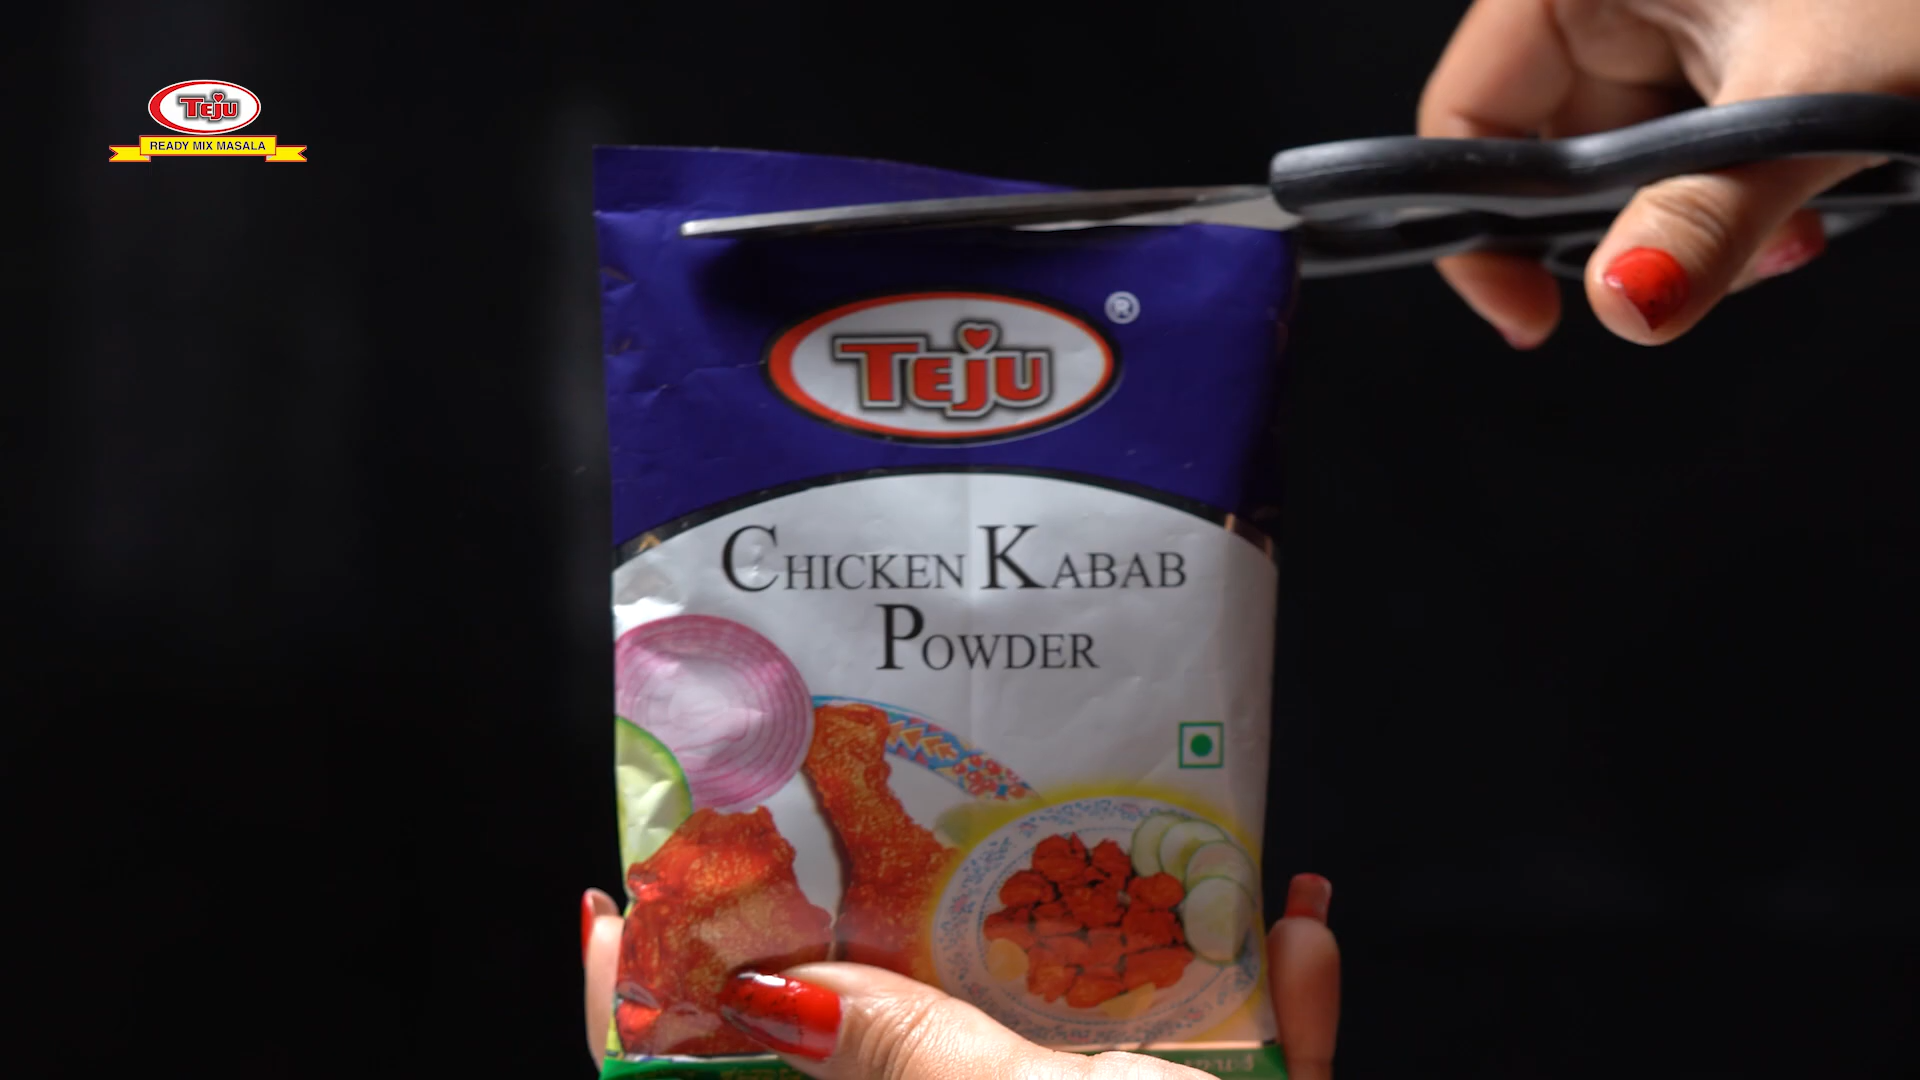 TEJU
READY MIX MASALA
TEJU
®
CHICKEN KABAB
POWDER